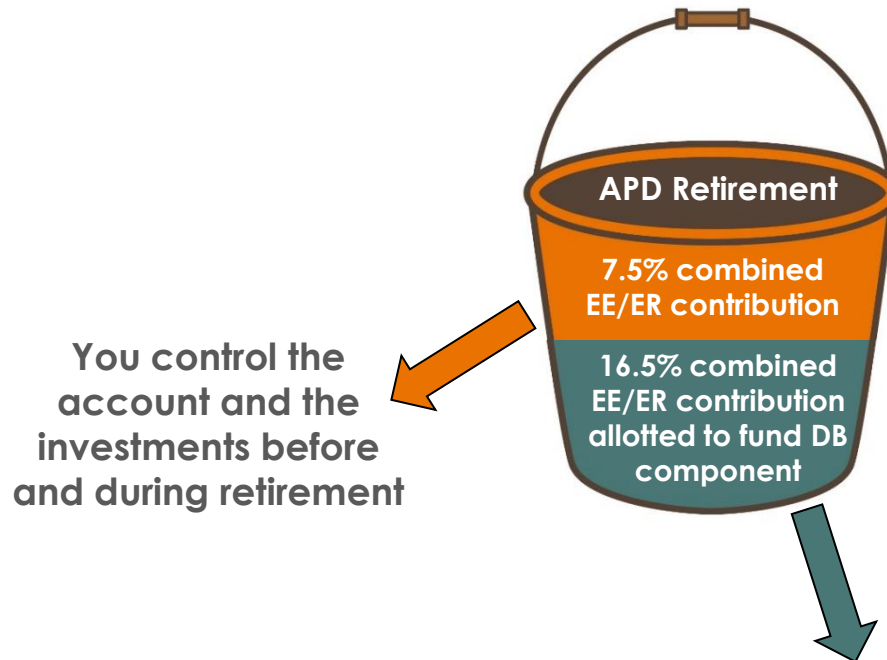 APD Retirement
7.5% combined
EE/ER contribution
16.5% combined
EE/ER contribution
allotted to fund DB
component
You control the
account and the
investments before
and during retirement